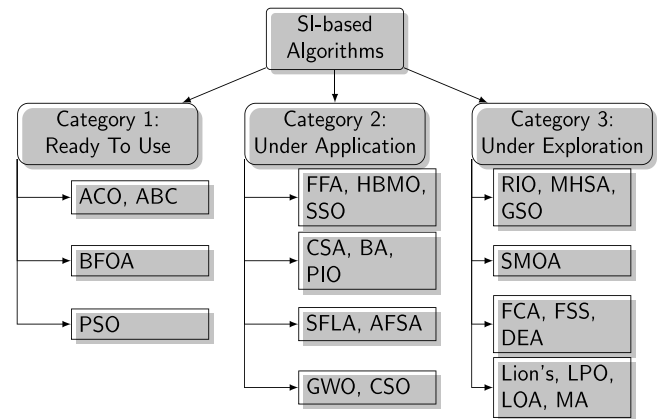 SI-based
Algorithms
Category 1:
Ready To Use
ACO, ABC
BFOA
PSO
Category 2:
Under Application
FFA, HBMO,
SSO
CSA, BA,
PIO
SFLA, AFSA
GWO, CSO
Category 3:
Under Exploration
RIO, MHSA,
GSO
SMOA
FCA, FSS,
DEA
Lion's, LPO,
LOA, MA